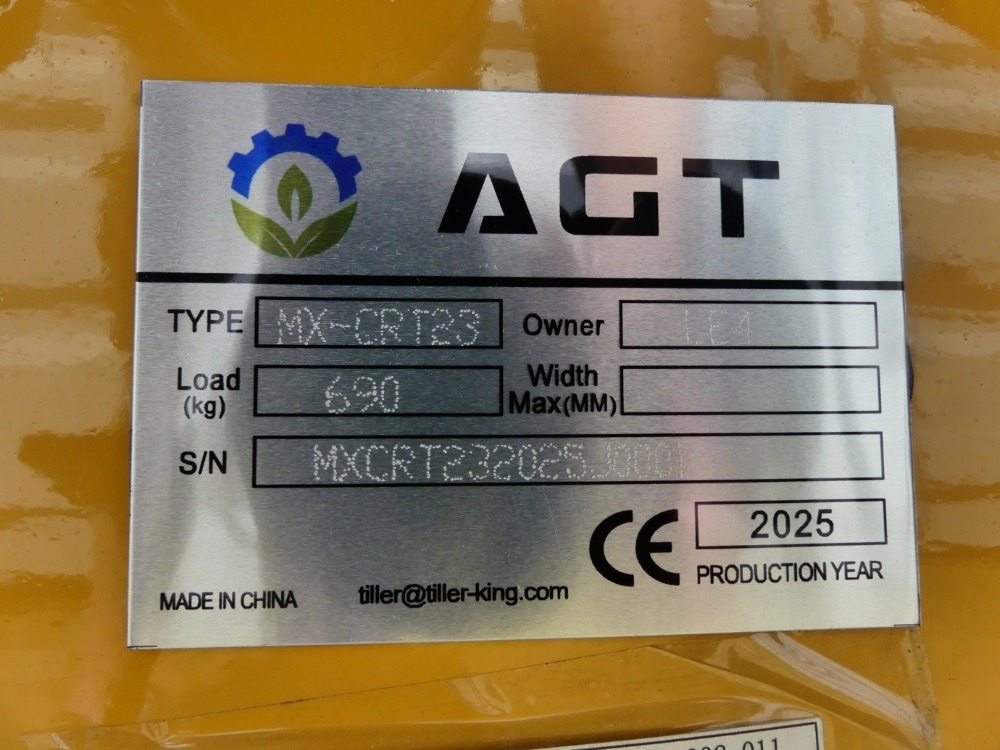 AGT
TYPE MX-CRT23 Owner
Load (kg) 690 Width Max(MM)
S/N
CE 2025
PRODUCTION YEAR
MADE IN CHINA tiller@tiller-king.com
011